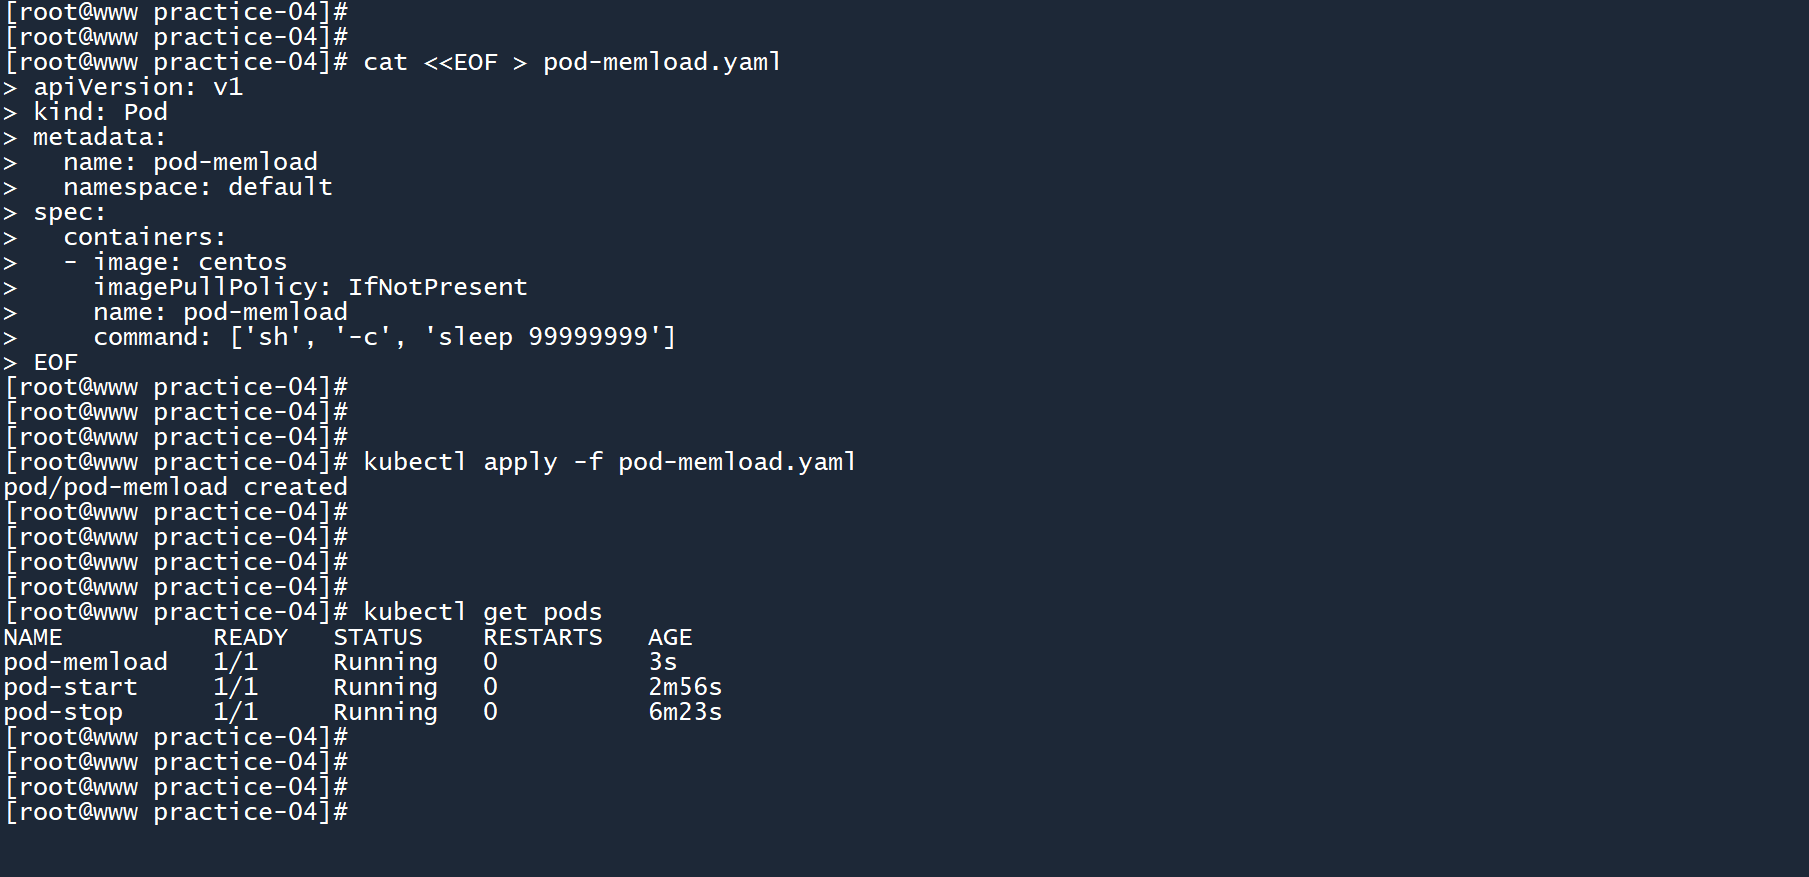 [root@www practice-04]#
[root@www practice-04]#
[root@www practice-04]# cat <<EOF > pod-memload.yaml
> apiVersion: v1
> kind: Pod
> metadata:
>   name: pod-memload
>   namespace: default
> spec:
>   containers:
>   - image: centos
>     imagePullPolicy: IfNotPresent
>     name: pod-memload
>     command: ['sh', '-c', 'sleep 99999999']
> EOF
[root@www practice-04]#
[root@www practice-04]#
[root@www practice-04]#
[root@www practice-04]# kubectl apply -f pod-memload.yaml
pod/pod-memload created
[root@www practice-04]#
[root@www practice-04]#
[root@www practice-04]#
[root@www practice-04]#
[root@www practice-04]# kubectl get pods
NAME          READY   STATUS    RESTARTS   AGE
pod-memload   1/1     Running   0          3s
pod-start     1/1     Running   0          2m56s
pod-stop      1/1     Running   0          6m23s
[root@www practice-04]#
[root@www practice-04]#
[root@www practice-04]#
[root@www practice-04]#